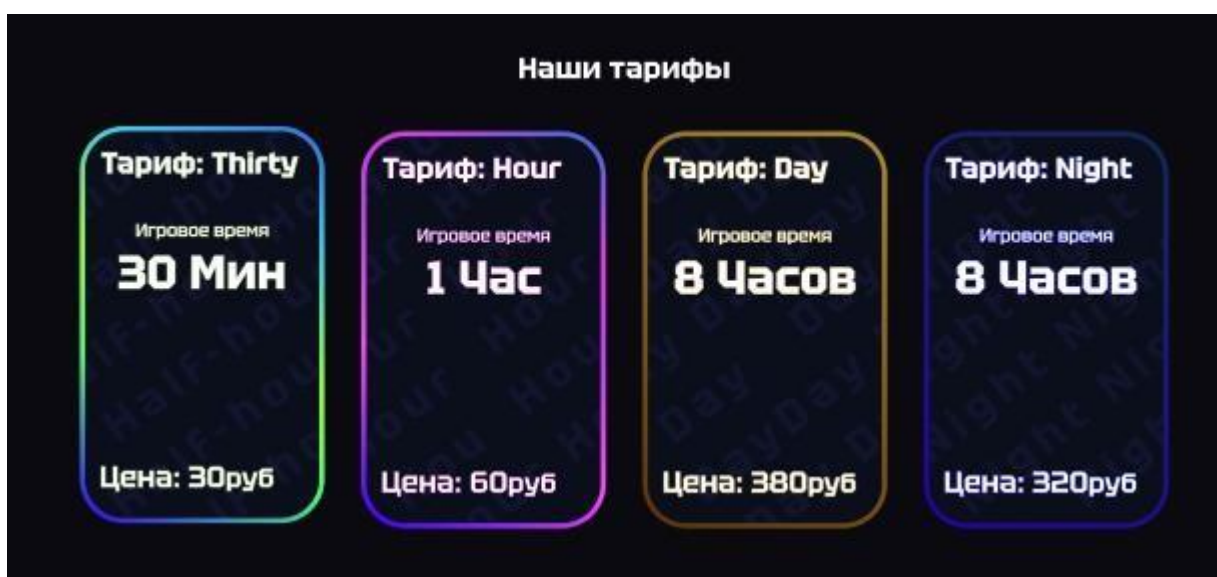 Наши тарифы
Тариф: Thirty
Игровое время
30 Мин
Цена: 30руб
Тариф: Hour
Игровое время
1 Час
Цена: 60руб
Тариф: Day
Игровое время
8 Часов
Цена: 380руб
Тариф: Night
Игровое время
8 Часов
Цена: 320руб